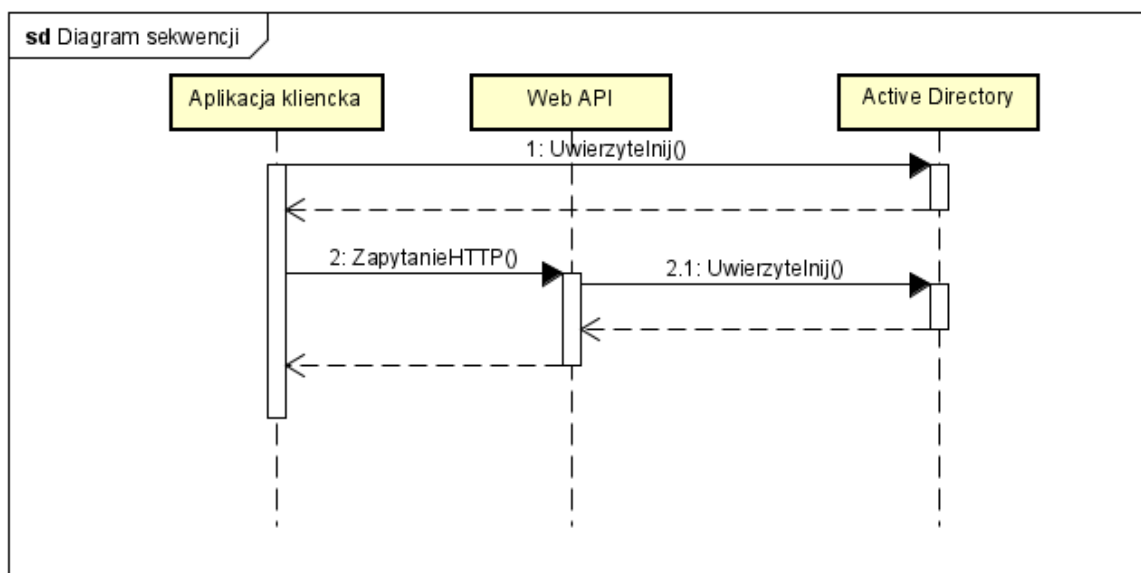 sd Diagram sekwencji
Aplikacja kliencka
Web API
Active Directory
1: Uwierzytelnij()
2: ZapytanieHTTP()
2.1: Uwierzytelnij()